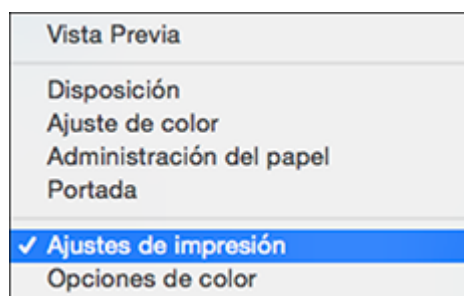 Vista Previa
Disposición
Ajuste de color
Administración del papel
Portada
✓ Ajustes de impresión
Opciones de color